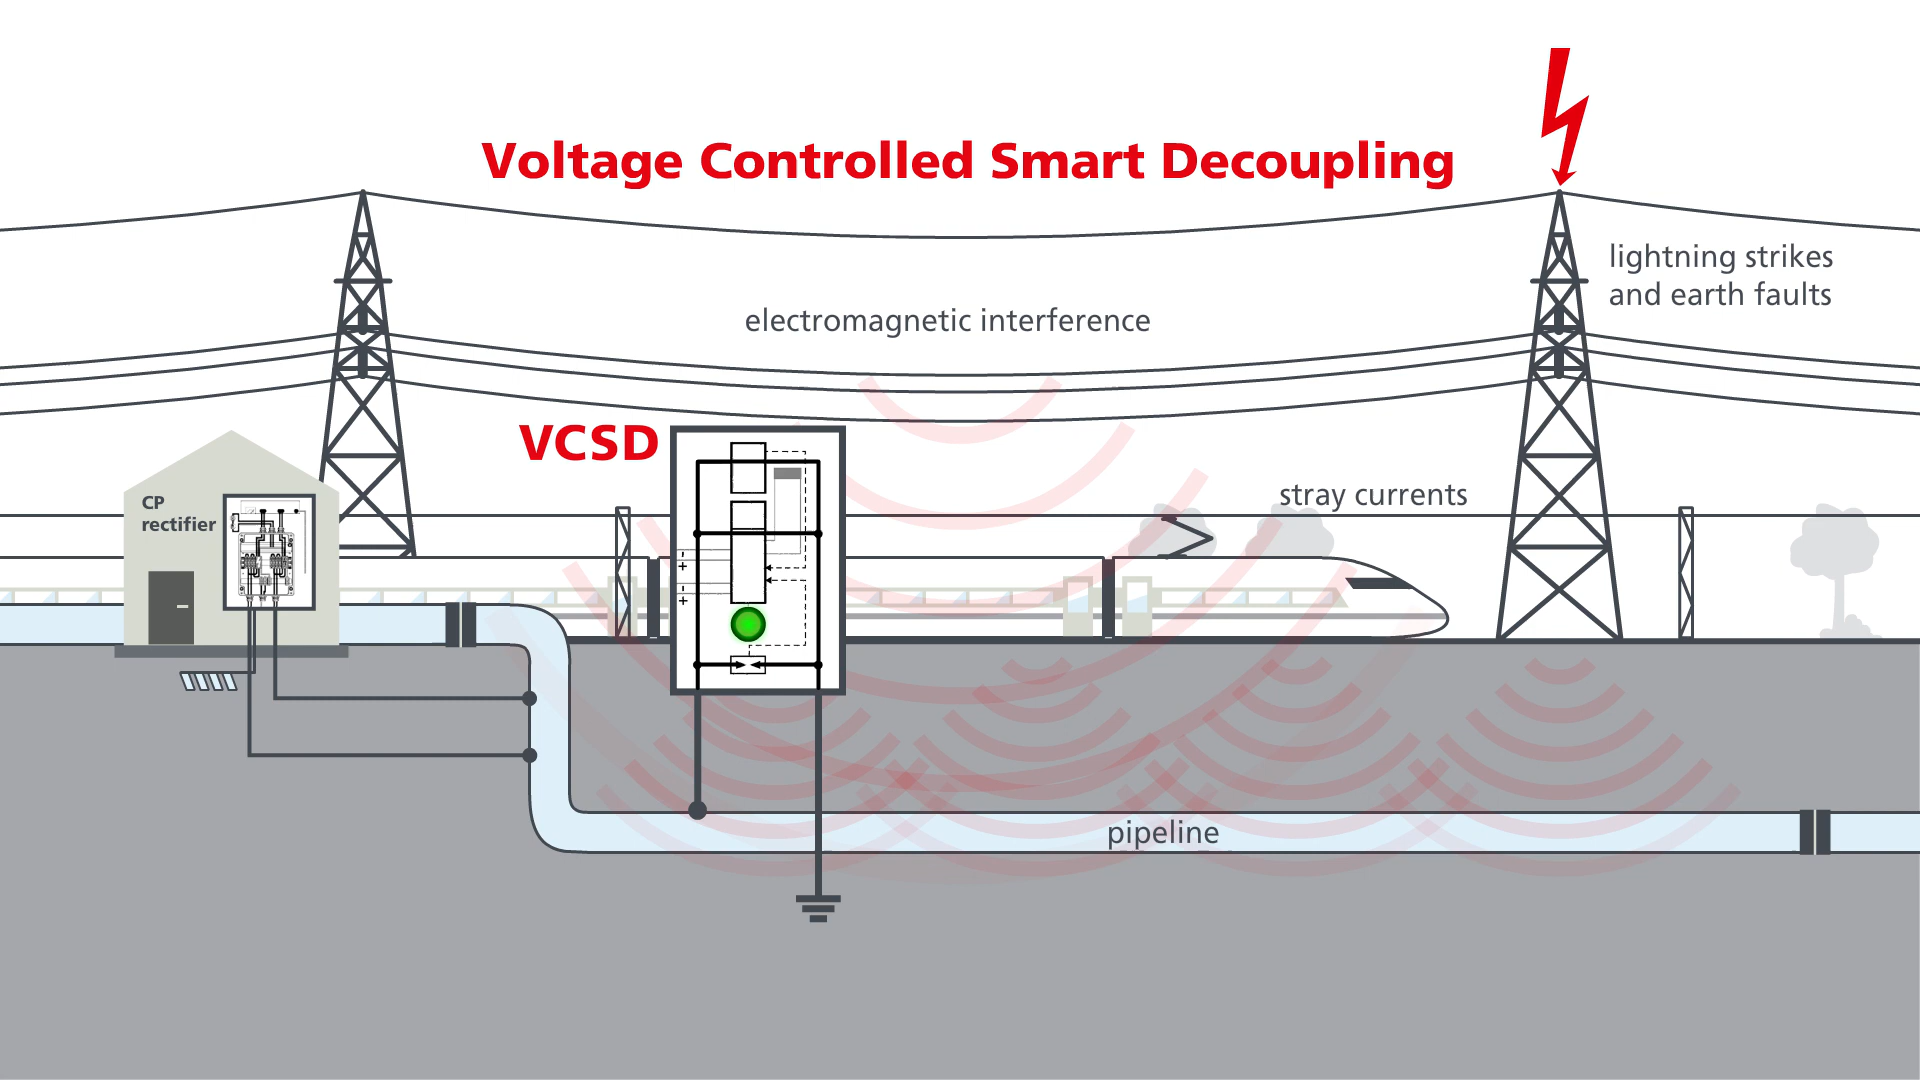 Voltage Controlled Smart Decoupling
lightning strikes
and earth faults
electromagnetic interference
VCSD
CP
rectifier
stray currents
-
+
-
+
pipeline